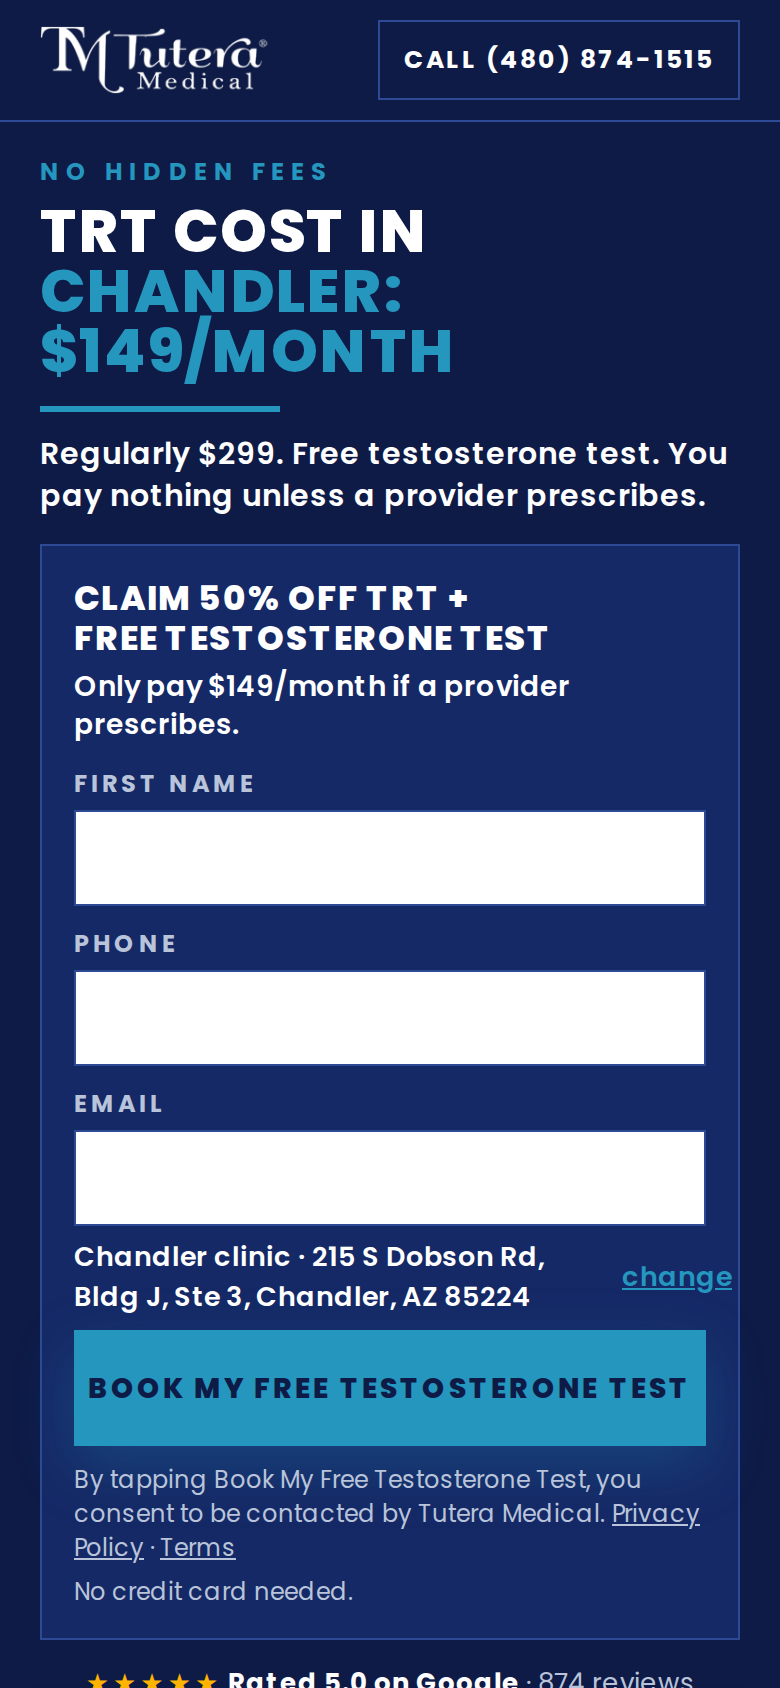 TM Tutera®
Medical
CALL (480) 874-1515
NO HIDDEN FEES
TRT COST IN
CHANDLER:
$149/MONTH
Regularly $299. Free testosterone test. You
pay nothing unless a provider prescribes.
CLAIM 50% OFF TRT +
FREE TESTOSTERONE TEST
Only pay $149/month if a provider
prescribes.
FIRST NAME
PHONE
EMAIL
Chandler clinic · 215 S Dobson Rd,
Bldg J, Ste 3, Chandler, AZ 85224
change
BOOK MY FREE TESTOSTERONE TEST
By tapping Book My Free Testosterone Test, you
consent to be contacted by Tutera Medical. Privacy
Policy · Terms
No credit card needed.
★★★★★ Rated 5.0 on Google · 874 reviews